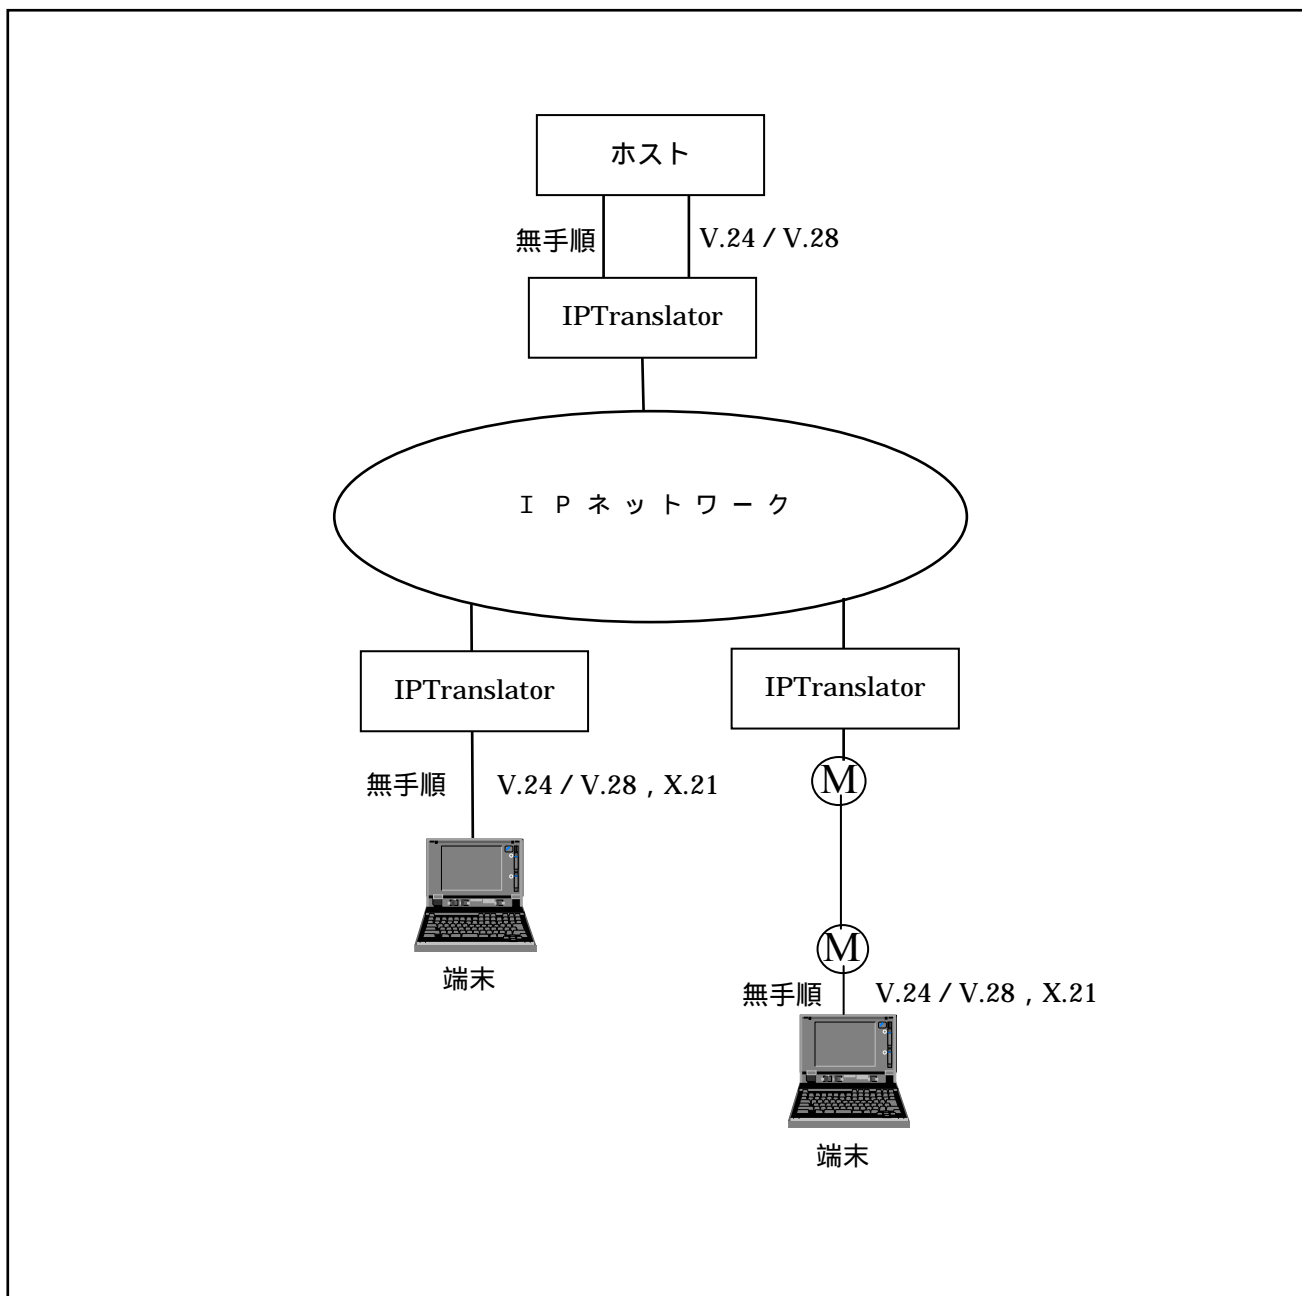 ホスト
無手順 V.24 / V.28
IPTranslator
ＩＰネットワーク
IPTranslator
IPTranslator
無手順 V.24 / V.28 , X.21
M
端末
M
無手順 V.24 / V.28 , X.21
端末